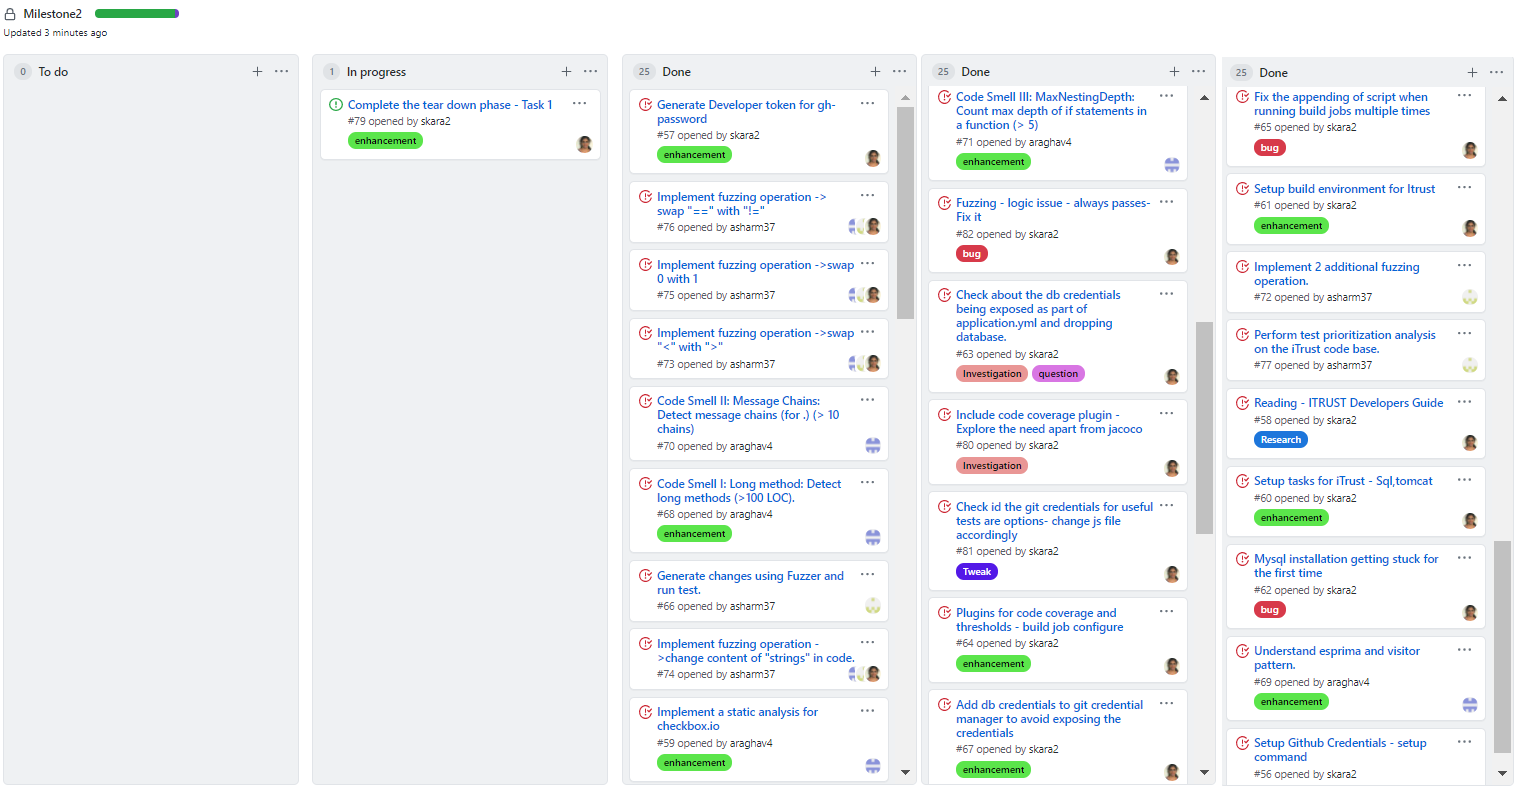 Milestone2
Updated 3 minutes ago
0 To do
1 In progress
Complete the tear down phase - Task 1
#79 opened by skara2
enhancement
25 Done
Generate Developer token for gh-
password
#57 opened by skara2
enhancement
Implement fuzzing operation ->
swap "==" with "!="
#76 opened by asharm37
Implement fuzzing operation ->swap
0 with 1
#75 opened by asharm37
Implement fuzzing operation ->swap
"<" with ">"
#73 opened by asharm37
Code Smell II: Message Chains:
Detect message chains (for .) (> 10
chains)
#70 opened by araghav4
Code Smell I: Long method: Detect
long methods (>100 LOC).
#68 opened by araghav4
enhancement
Generate changes using Fuzzer and
run test.
#66 opened by asharm37
Implement fuzzing operation -
>change content of "strings" in code.
#74 opened by asharm37
Implement a static analysis for
checkbox.io
#59 opened by araghav4
enhancement
25 Done
Code Smell III: MaxNestingDepth:
Count max depth of if statements in
a function (> 5)
#71 opened by araghav4
enhancement
Fuzzing - logic issue - always passes-
Fix it
#82 opened by skara2
bug
Check about the db credentials
being exposed as part of
application.yml and dropping
database.
#63 opened by skara2
Investigation question
Include code coverage plugin -
Explore the need apart from jacoco
#80 opened by skara2
Investigation
Check id the git credentials for useful
tests are options- change js file
accordingly
#81 opened by skara2
Tweak
Plugins for code coverage and
thresholds - build job configure
#64 opened by skara2
enhancement
Add db credentials to git credential
manager to avoid exposing the
credentials
#67 opened by skara2
enhancement
25 Done
Fix the appending of script when
running build jobs multiple times
#65 opened by skara2
bug
Setup build environment for Itrust
#61 opened by skara2
enhancement
Implement 2 additional fuzzing
operation.
#72 opened by asharm37
Perform test prioritization analysis
on the iTrust code base.
#77 opened by asharm37
Reading - ITRUST Developers Guide
#58 opened by skara2
Research
Setup tasks for iTrust - Sql,tomcat
#60 opened by skara2
enhancement
Mysql installation getting stuck for
the first time
#62 opened by skara2
bug
Understand esprima and visitor
pattern.
#69 opened by araghav4
enhancement
Setup Github Credentials - setup
command
#56 opened by skara2